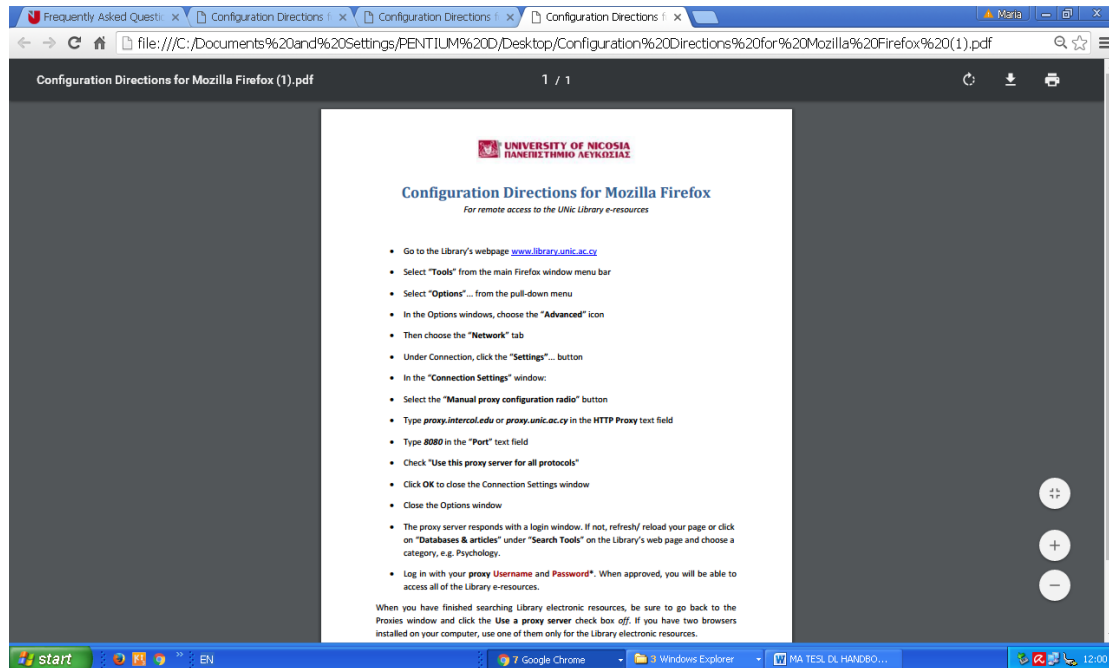 Frequently Asked Questic
Configuration Directions f
Configuration Directions f
Configuration Directions f
Maria
file:///C:/Documents%20and%20Settings/PENTIUM%20D/Desktop/Configuration%20Directions%20for%20Mozilla%20Firefox%20(1).pdf
Configuration Directions for Mozilla Firefox (1).pdf
1 / 1
UNIVERSITY OF NICOSIA
ΠΑΝΕΠΙΣΤΗΜΙΟ ΛΕΥΚΩΣΙΑΣ
Configuration Directions for Mozilla Firefox
For remote access to the UNic Library e-resources
• Go to the Library's webpage www.library.unic.ac.cy
• Select "Tools" from the main Firefox window menu bar
• Select "Options"... from the pull-down menu
• In the Options windows, choose the "Advanced" icon
• Then choose the "Network" tab
• Under Connection, click the "Settings"... button
• In the "Connection Settings" window:
• Select the "Manual proxy configuration radio" button
• Type proxy.intercol.edu or proxy.unic.ac.cy in the HTTP Proxy text field
• Type 8080 in the "Port" text field
• Check "Use this proxy server for all protocols"
• Click OK to close the Connection Settings window
• Close the Options window
• The proxy server responds with a login window. If not, refresh/ reload your page or click
on "Databases & articles" under "Search Tools" on the Library's web page and choose a
category, e.g. Psychology.
• Log in with your proxy Username and Password*. When approved, you will be able to
access all of the Library e-resources.
When you have finished searching Library electronic resources, be sure to go back to the
Proxies window and click the Use a proxy server check box off. If you have two browsers
installed on your computer, use one of them only for the Library electronic resources.
start
EN
7 Google Chrome
3 Windows Explorer
MA TESL DL HANDBO...
12:00